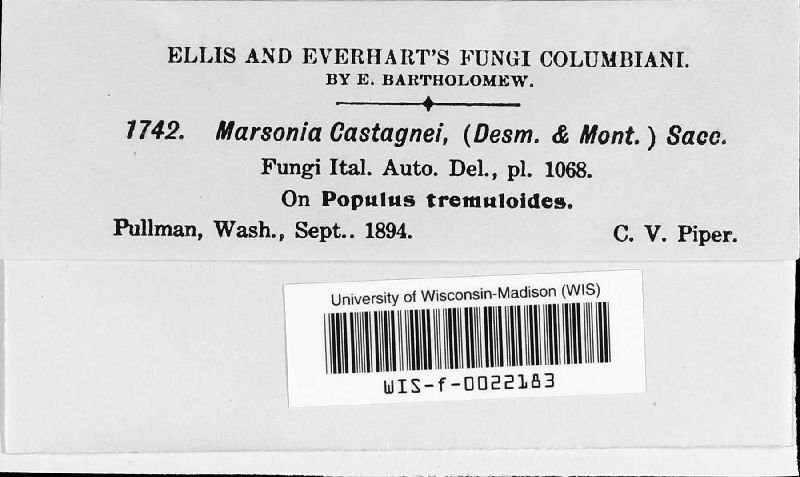 ELLIS AND EVERHART'S FUNGI COLUMBIANI.
BY E. BARTHOLOMEW.
1742. Marsonia Castagnei, (Desm. & Mont.) Sacc.
Fungi Ital. Auto. Del., pl. 1068.
On Populus tremuloides.
Pullman, Wash., Sept.. 1894. C. V. Piper.
University of Wisconsin-Madison (WIS)
WIS-f-0022183